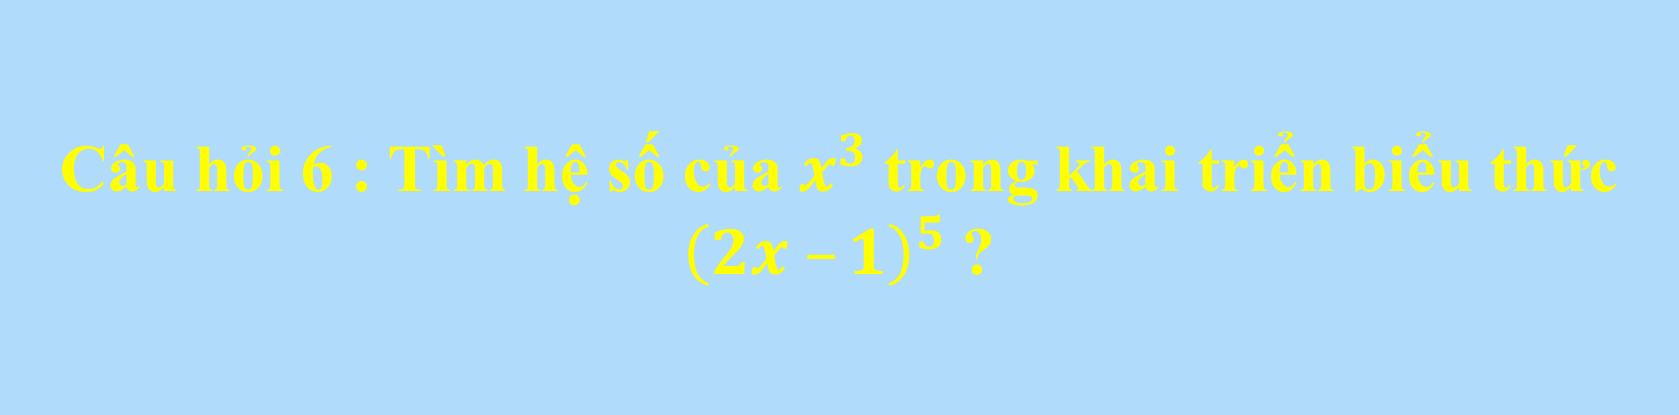 Câu hỏi 6 : Tìm hệ số của x³ trong khai triển biểu thức
(2x – 1)⁵ ?